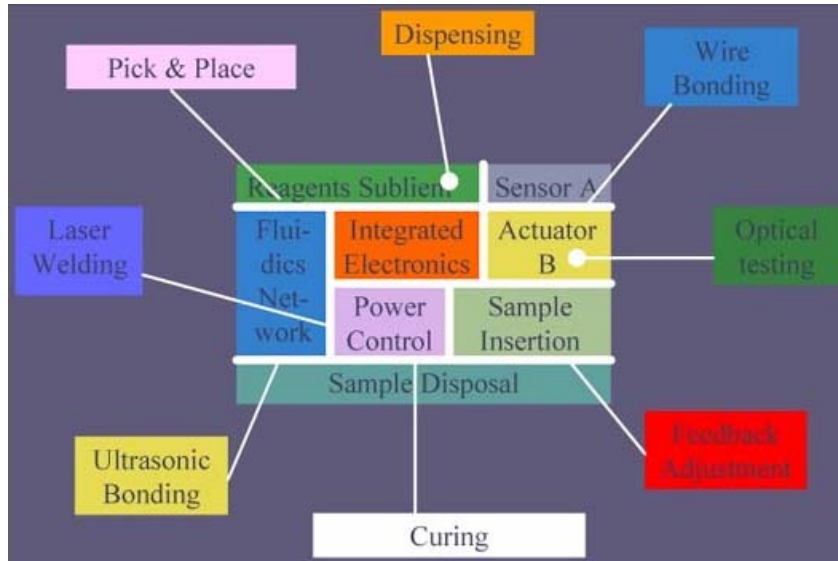 Dispensing
Pick & Place
Wire
Bonding
Reagents Sublient
Sensor A
Laser
Welding
Flui-
dics
Net-
work
Integrated
Electronics
Actuator
B
Optical
testing
Power
Control
Sample
Insertion
Sample Disposal
Ultrasonic
Bonding
Feedback
Adjustment
Curing